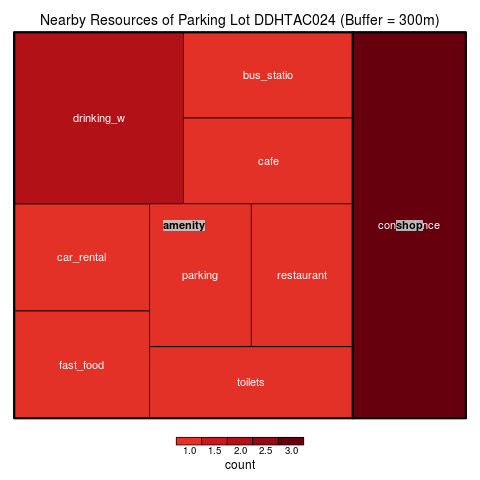 Nearby Resources of Parking Lot DDHTAC024 (Buffer = 300m)
bus_statio
drinking_w
cafe
amenity
shop
car_rental
parking
restaurant
fast_food
toilets
1.0 1.5 2.0 2.5 3.0
count